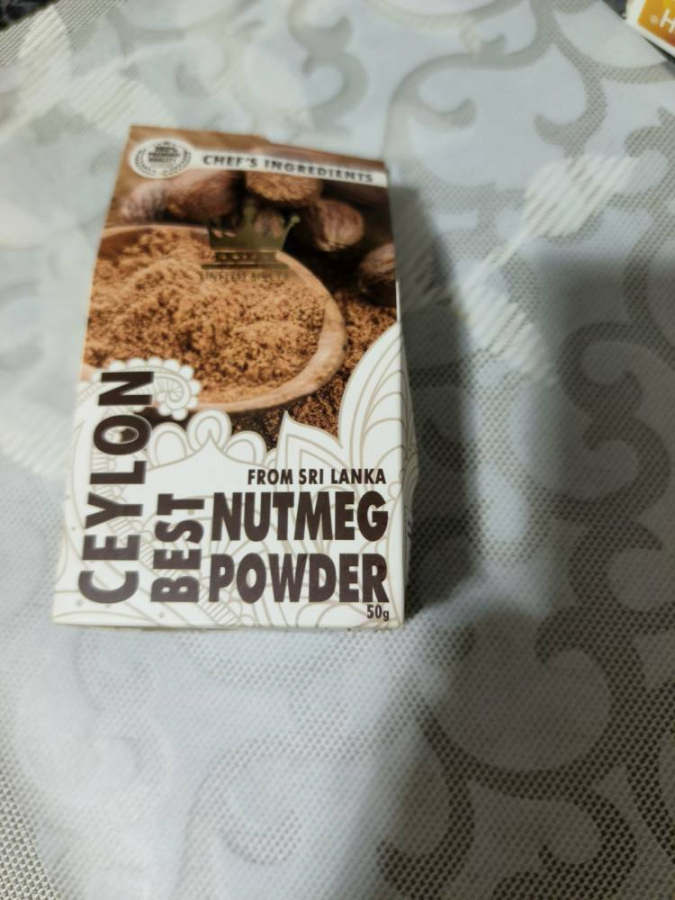 CHEF'S INGREDIENTS
CEYLON
BEST
FROM SRI LANKA
NUTMEG
POWDER
50g